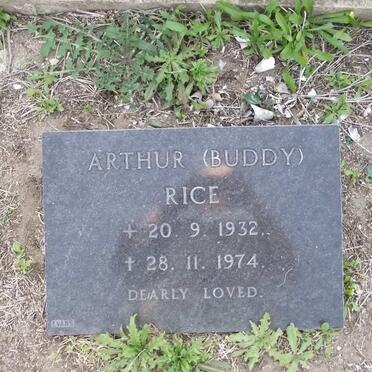 ARTHUR (BUDDY)
RICE
+ 20. 9. 1932.
+ 28. 11. 1974.
DEARLY LOVED.